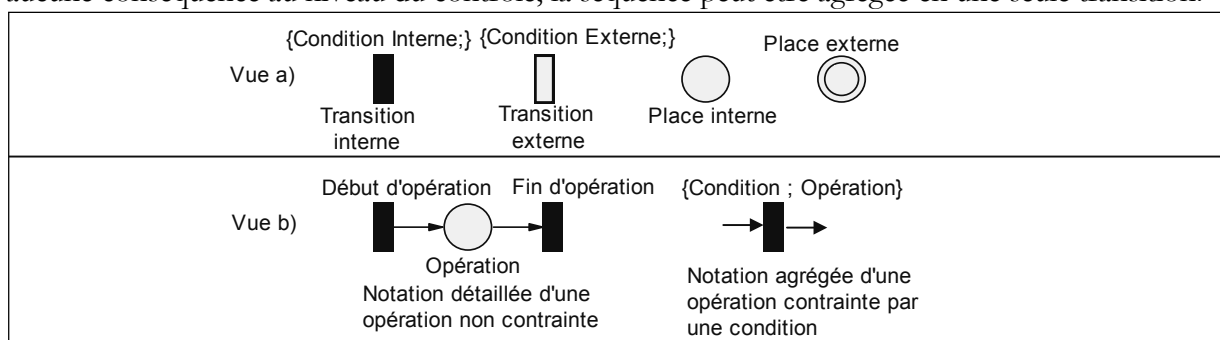 aucune conséquence au niveau du contrôle, la séquence peut être agrégée en une seule transition.
{Condition Interne;} {Condition Externe;} Place externe
Vue a)
Transition interne
Transition externe
Place interne
Début d'opération Fin d'opération {Condition ; Opération}
Vue b)
Opération
Notation détaillée d'une
opération non contrainte
Notation agrégée d'une
opération contrainte par
une condition